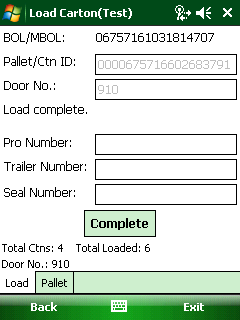 Load Carton(Test)
BOL/MBOL: 06757161031814707
Pallet/Ctn ID: 0000675716602683791
Door No.: 910
Load complete.
Pro Number:
Trailer Number:
Seal Number:
Complete
Total Ctns: 4 Total Loaded: 6
Door No.: 910
Load Pallet
Back Exit